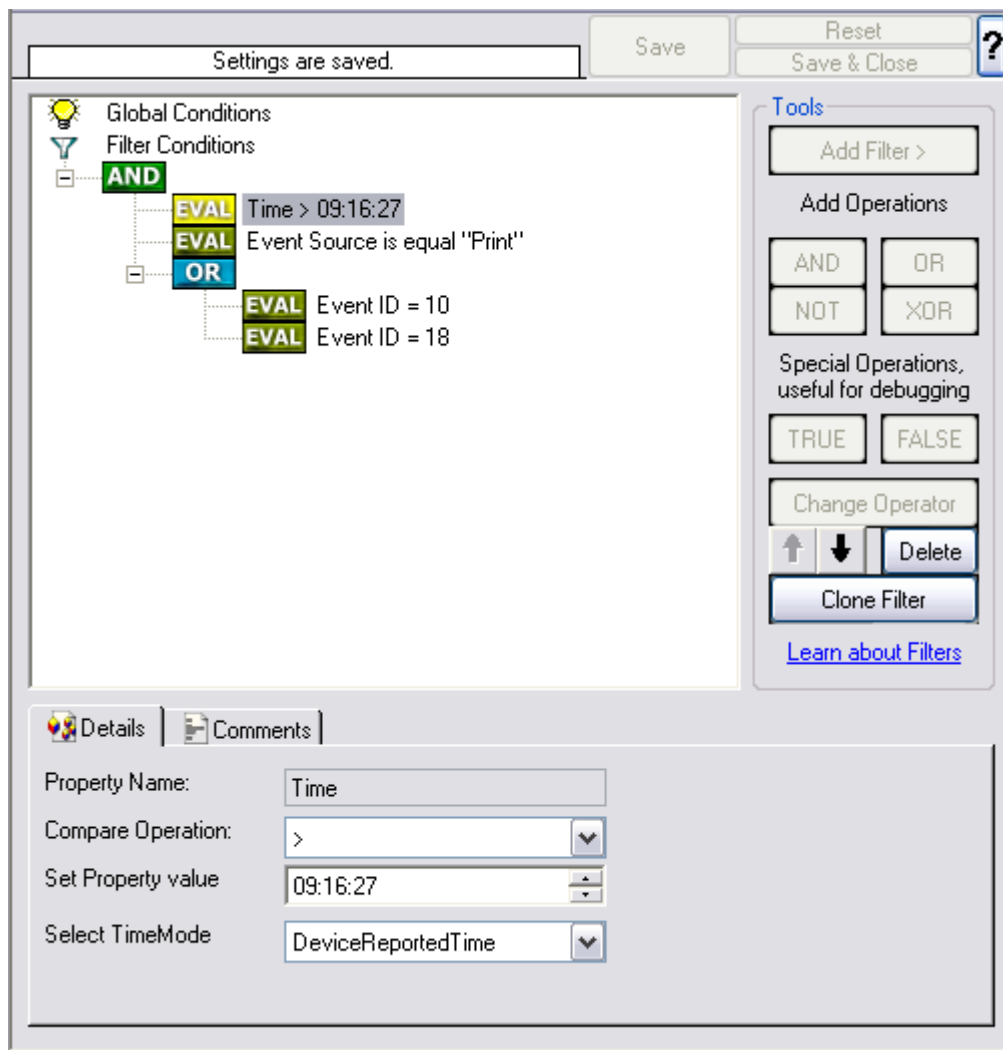 Settings are saved.
Save
Reset
Save & Close
?
Global Conditions
Filter Conditions
AND
EVAL Time > 09:16:27
EVAL Event Source is equal "Print"
OR
EVAL Event ID = 10
EVAL Event ID = 18
Tools
Add Filter >
Add Operations
AND OR
NOT XOR
Special Operations,
useful for debugging
TRUE FALSE
Change Operator
Delete
Clone Filter
Learn about Filters
Details Comments
Property Name: Time
Compare Operation: >
Set Property value 09:16:27
Select TimeMode DeviceReportedTime